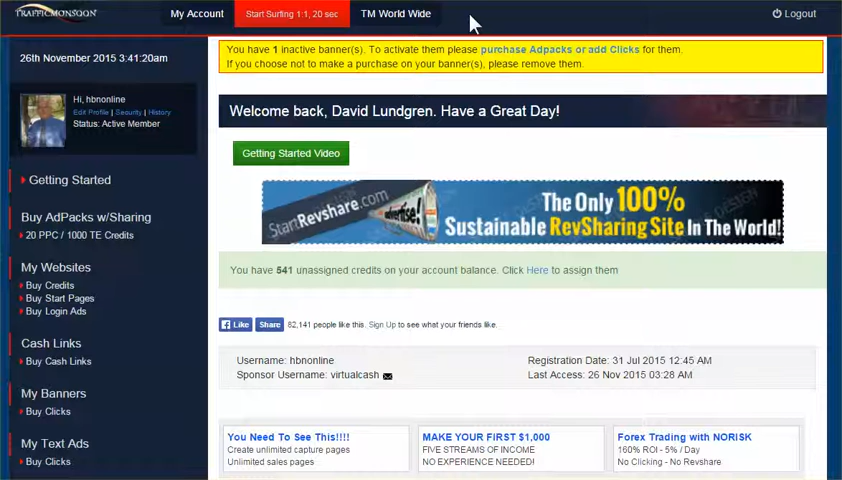 TRAFFICMONSOON
My Account
Start Surfing 1:1, 20 sec
TM World Wide
Logout
26th November 2015 3:41:20am
You have 1 inactive banner(s). To activate them please purchase Adpacks or add Clicks for them.
If you choose not to make a purchase on your banner(s), please remove them.
Hi, hbnonline
Edit Profile | Security | History
Status: Active Member
Welcome back, David Lundgren. Have a Great Day!
Getting Started Video
Getting Started
Buy AdPacks w/Sharing
20 PPC / 1000 TE Credits
My Websites
Buy Credits
Buy Start Pages
Buy Login Ads
Cash Links
Buy Cash Links
My Banners
Buy Clicks
My Text Ads
Buy Clicks
StartRevshare.com
advertise!
The Only 100%
Sustainable RevSharing Site In The World!
You have 541 unassigned credits on your account balance. Click Here to assign them
Like Share 82,141 people like this. Sign Up to see what your friends like.
Username: hbnonline
Registration Date: 31 Jul 2015 12:45 AM
Sponsor Username: virtualcash
Last Access: 26 Nov 2015 03:28 AM
You Need To See This!!!!
Create unlimited capture pages
Unlimited sales pages
MAKE YOUR FIRST $1,000
FIVE STREAMS OF INCOME
NO EXPERIENCE NEEDED!
Forex Trading with NORISK
160% ROI - 5% / Day
No Clicking - No Revshare